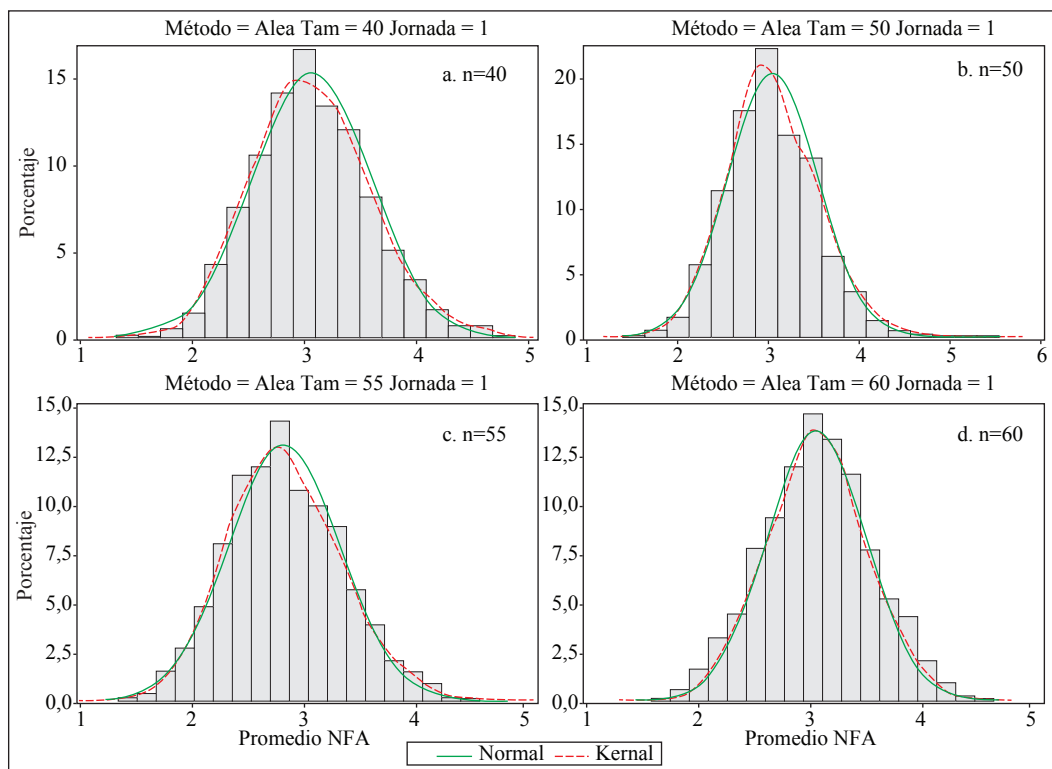 Método = Alea Tam = 40 Jornada = 1
a. n=40
Porcentaje
15
10
5
0
1 2 3 4 5
Método = Alea Tam = 50 Jornada = 1
b. n=50
20
15
10
5
0
1 2 3 4 5 6
Método = Alea Tam = 55 Jornada = 1
c. n=55
Porcentaje
15,0
12,5
10,0
7,5
5,0
2,5
0,0
1 2 3 4 5
Promedio NFA
Método = Alea Tam = 60 Jornada = 1
d. n=60
15,0
12,5
10,0
7,5
5,0
2,5
0,0
1 2 3 4 5
Promedio NFA
Normal Kernal